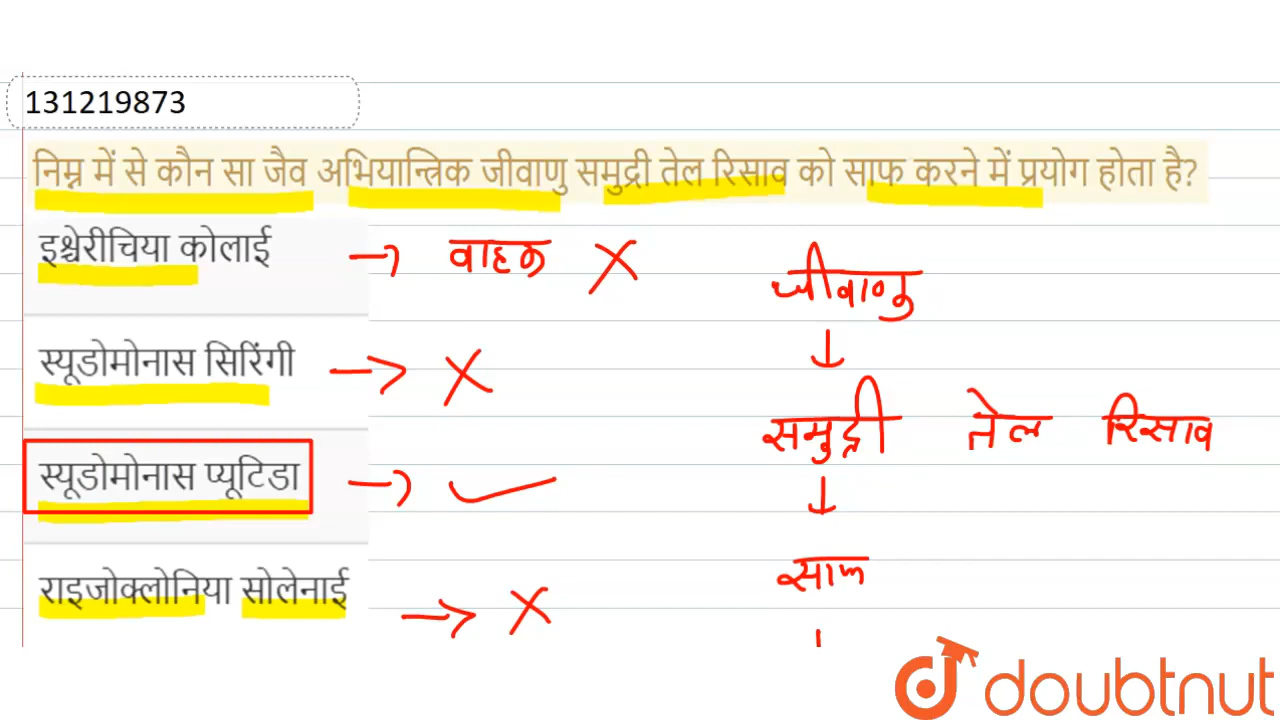 131219873
निम्न में से कौन सा जैव अभियान्त्रिक जीवाणु समुद्री तेल रिसाव को साफ करने में प्रयोग होता है?
इश्चेरीचिया कोलाई → वाहक ✗
जीवाणु
↓
स्यूडोमोनास सिरिंगी → ✗
समुद्री तेल रिसाव
↓
स्यूडोमोनास प्यूटिडा → ✓
साफ
राइजोक्लोनिया सोलेनाई → ✗
doubtnut